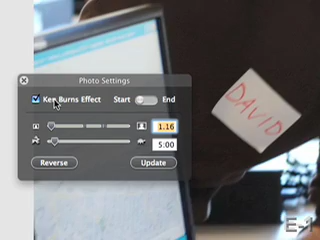 Photo Settings
Ken Burns Effect
Start
End
1.16
5:00
Reverse
Update
DAVID
E-1